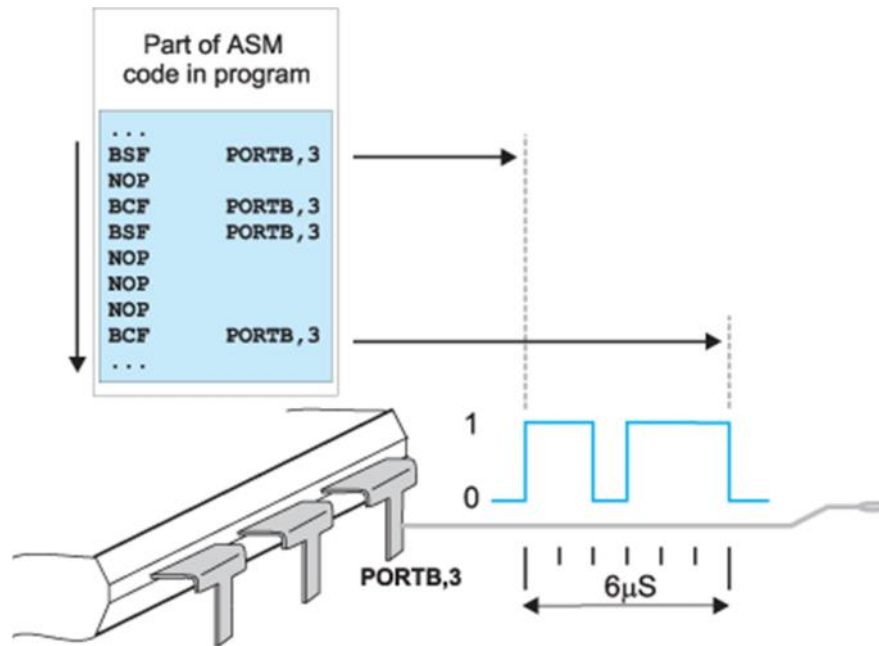 Part of ASM
code in program
...
BSF PORTB,3
NOP
BCF PORTB,3
BSF PORTB,3
NOP
NOP
NOP
BCF PORTB,3
...
1
0
PORTB,3
6μS